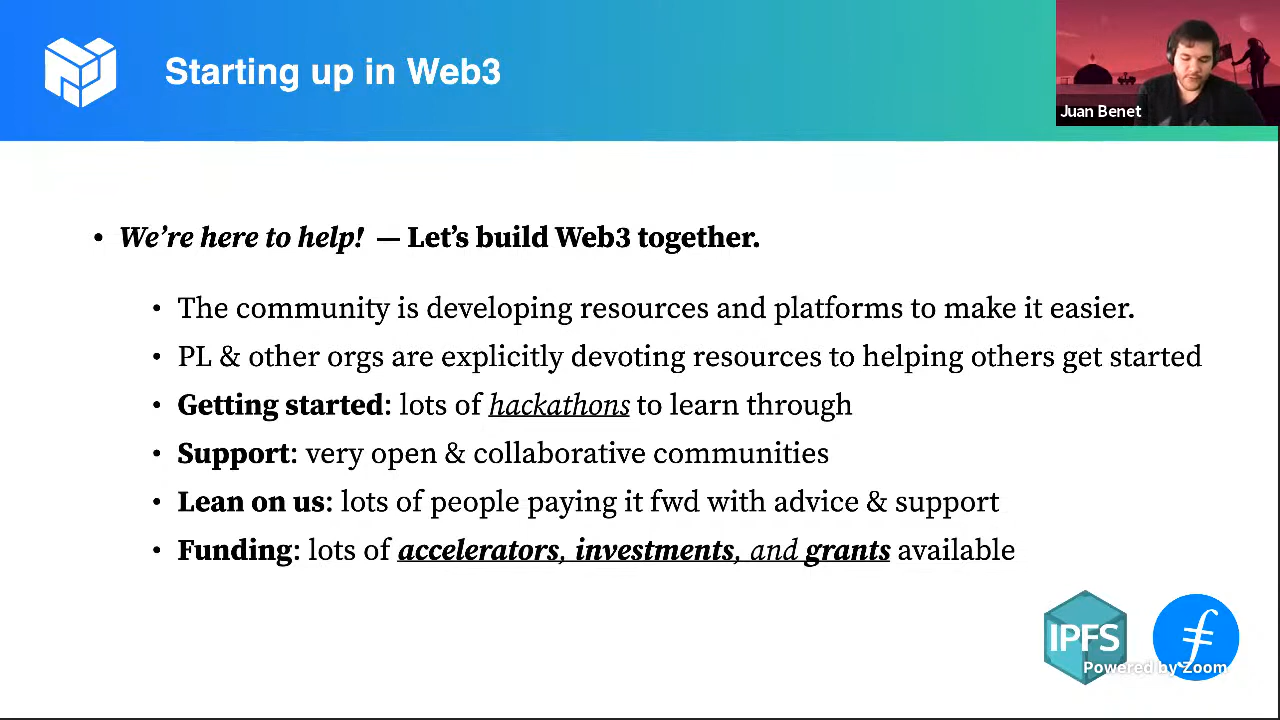 Starting up in Web3
Juan Benet
• We're here to help! — Let's build Web3 together.
• The community is developing resources and platforms to make it easier.
• PL & other orgs are explicitly devoting resources to helping others get started
• Getting started: lots of hackathons to learn through
• Support: very open & collaborative communities
• Lean on us: lots of people paying it fwd with advice & support
• Funding: lots of accelerators, investments, and grants available
IPFS
Powered by Zoom